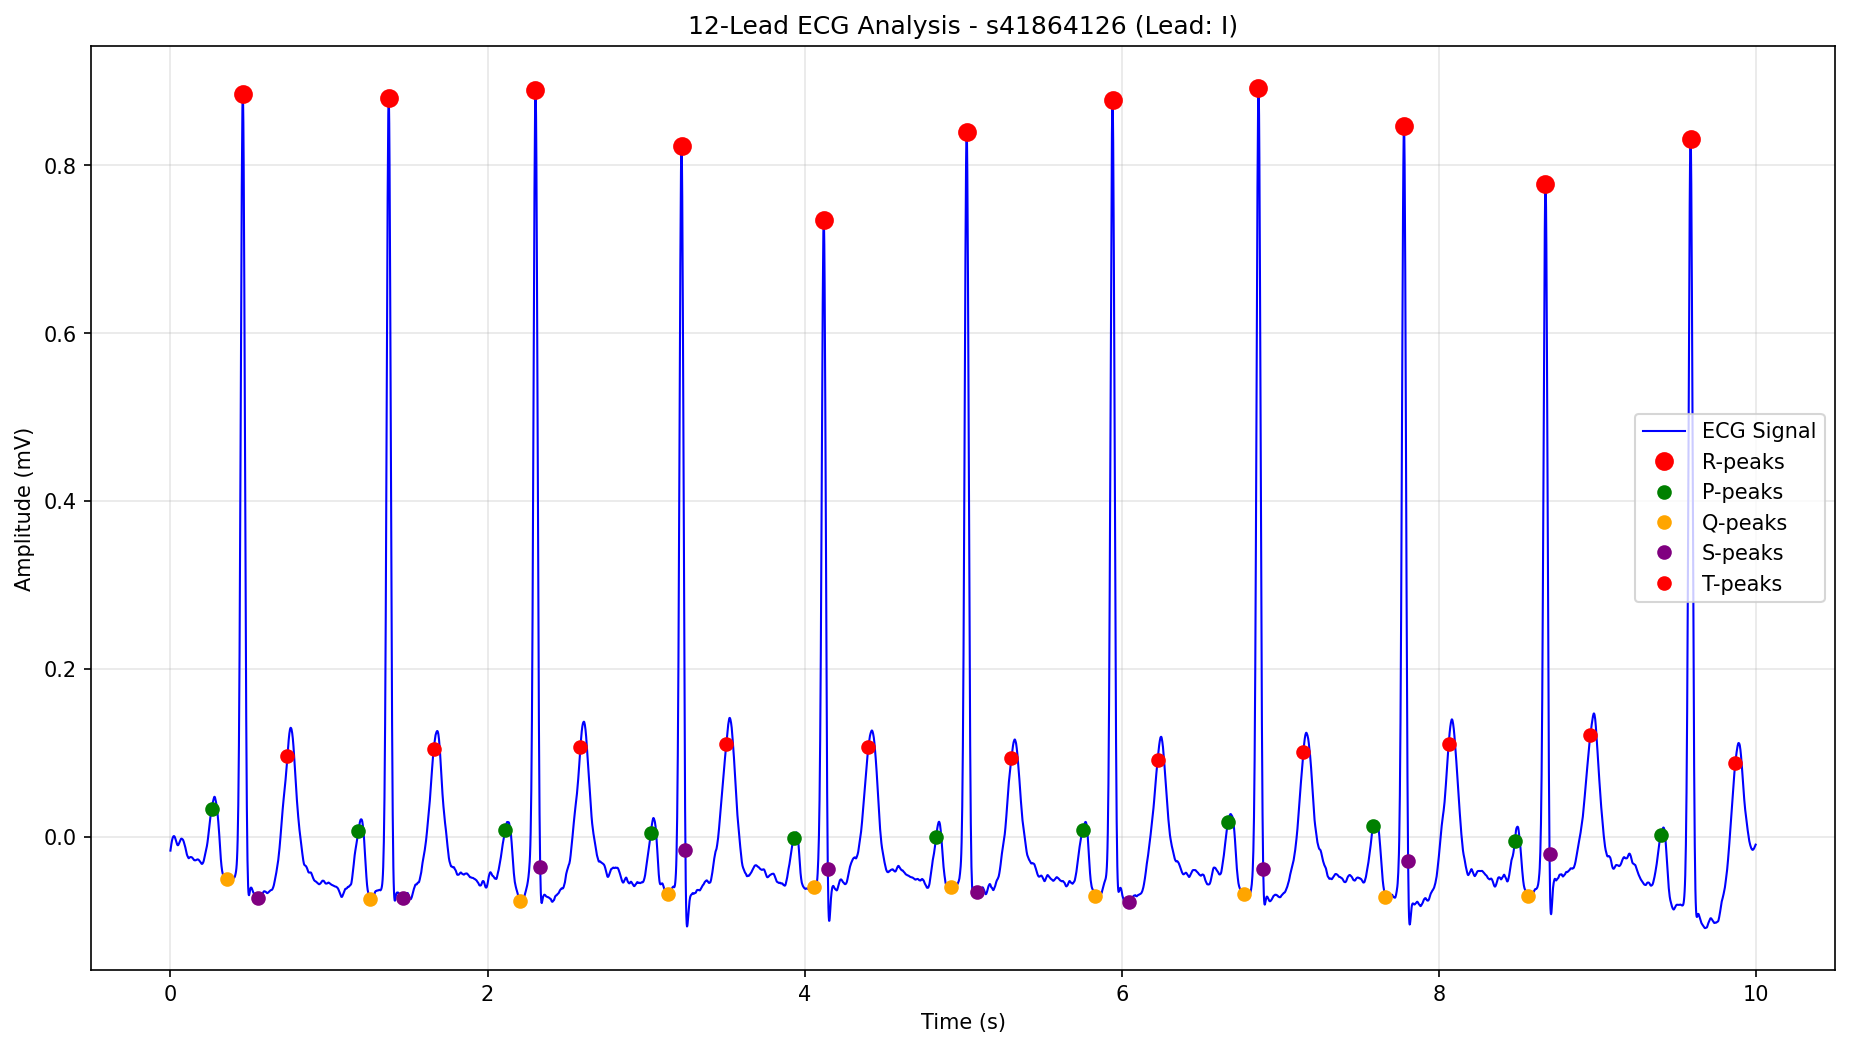 12-Lead ECG Analysis - s41864126 (Lead: I)
Amplitude (mV)
0.8
0.6
0.4
0.2
0.0
ECG Signal
R-peaks
P-peaks
Q-peaks
S-peaks
T-peaks
0 2 4 6 8 10
Time (s)